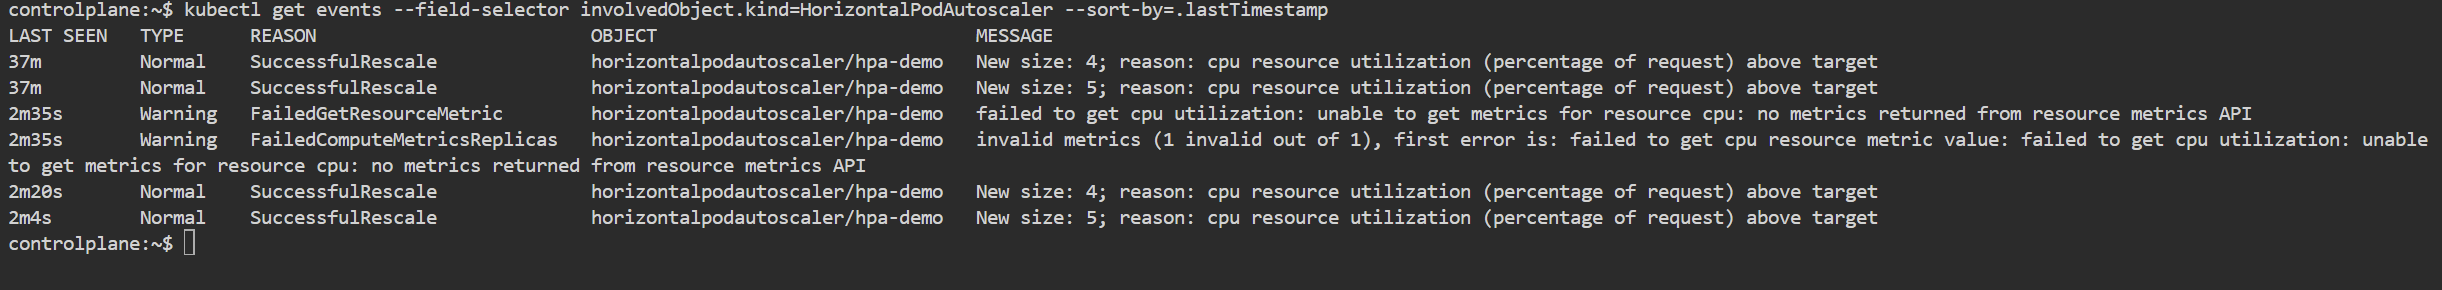 controlplane:~$ kubectl get events --field-selector involvedObject.kind=HorizontalPodAutoscaler --sort-by=.lastTimestamp
LAST SEEN   TYPE      REASON                         OBJECT                             MESSAGE
37m         Normal    SuccessfulRescale              horizontalpodautoscaler/hpa-demo   New size: 4; reason: cpu resource utilization (percentage of request) above target
37m         Normal    SuccessfulRescale              horizontalpodautoscaler/hpa-demo   New size: 5; reason: cpu resource utilization (percentage of request) above target
2m35s       Warning   FailedGetResourceMetric        horizontalpodautoscaler/hpa-demo   failed to get cpu utilization: unable to get metrics for resource cpu: no metrics returned from resource metrics API
2m35s       Warning   FailedComputeMetricsReplicas   horizontalpodautoscaler/hpa-demo   invalid metrics (1 invalid out of 1), first error is: failed to get cpu resource metric value: failed to get cpu utilization: unable
to get metrics for resource cpu: no metrics returned from resource metrics API
2m20s       Normal    SuccessfulRescale              horizontalpodautoscaler/hpa-demo   New size: 4; reason: cpu resource utilization (percentage of request) above target
2m4s        Normal    SuccessfulRescale              horizontalpodautoscaler/hpa-demo   New size: 5; reason: cpu resource utilization (percentage of request) above target
controlplane:~$